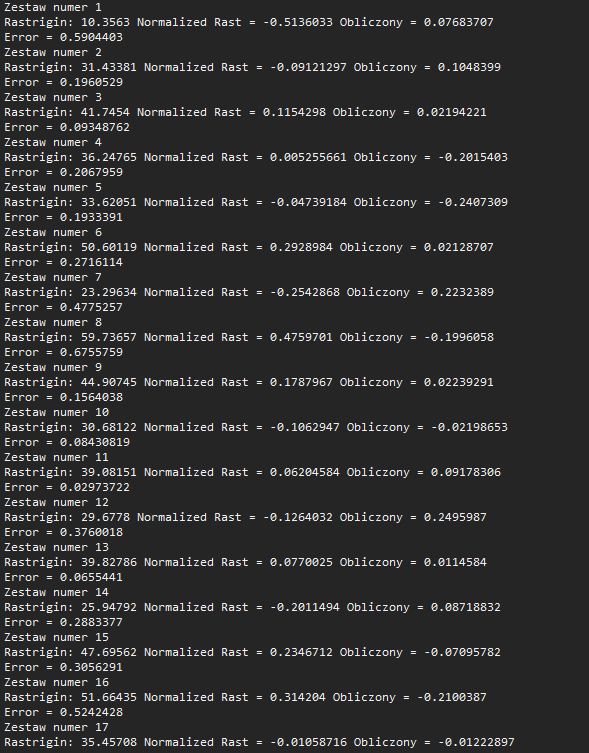 Zestaw numer 1
Rastrigin: 10.3563 Normalized Rast = -0.5136033 Obliczony = 0.07683707
Error = 0.5904403
Zestaw numer 2
Rastrigin: 31.43381 Normalized Rast = -0.09121297 Obliczony = 0.1048399
Error = 0.1960529
Zestaw numer 3
Rastrigin: 41.7454 Normalized Rast = 0.1154298 Obliczony = 0.02194221
Error = 0.09348762
Zestaw numer 4
Rastrigin: 36.24765 Normalized Rast = 0.005255661 Obliczony = -0.2015403
Error = 0.2067959
Zestaw numer 5
Rastrigin: 33.62051 Normalized Rast = -0.04739184 Obliczony = -0.2407309
Error = 0.1933391
Zestaw numer 6
Rastrigin: 50.60119 Normalized Rast = 0.2928984 Obliczony = 0.02128707
Error = 0.2716114
Zestaw numer 7
Rastrigin: 23.29634 Normalized Rast = -0.2542868 Obliczony = 0.2232389
Error = 0.4775257
Zestaw numer 8
Rastrigin: 59.73657 Normalized Rast = 0.4759701 Obliczony = -0.1996058
Error = 0.6755759
Zestaw numer 9
Rastrigin: 44.90745 Normalized Rast = 0.1787967 Obliczony = 0.02239291
Error = 0.1564038
Zestaw numer 10
Rastrigin: 30.68122 Normalized Rast = -0.1062947 Obliczony = -0.02198653
Error = 0.08430819
Zestaw numer 11
Rastrigin: 39.08151 Normalized Rast = 0.06204584 Obliczony = 0.09178306
Error = 0.02973722
Zestaw numer 12
Rastrigin: 29.6778 Normalized Rast = -0.1264032 Obliczony = 0.2495987
Error = 0.3760018
Zestaw numer 13
Rastrigin: 39.82786 Normalized Rast = 0.0770025 Obliczony = 0.0114584
Error = 0.0655441
Zestaw numer 14
Rastrigin: 25.94792 Normalized Rast = -0.2011494 Obliczony = 0.08718832
Error = 0.2883377
Zestaw numer 15
Rastrigin: 47.69562 Normalized Rast = 0.2346712 Obliczony = -0.07095782
Error = 0.3056291
Zestaw numer 16
Rastrigin: 51.66435 Normalized Rast = 0.314204 Obliczony = -0.2100387
Error = 0.5242428
Zestaw numer 17
Rastrigin: 35.45708 Normalized Rast = -0.01058716 Obliczony = -0.01222897